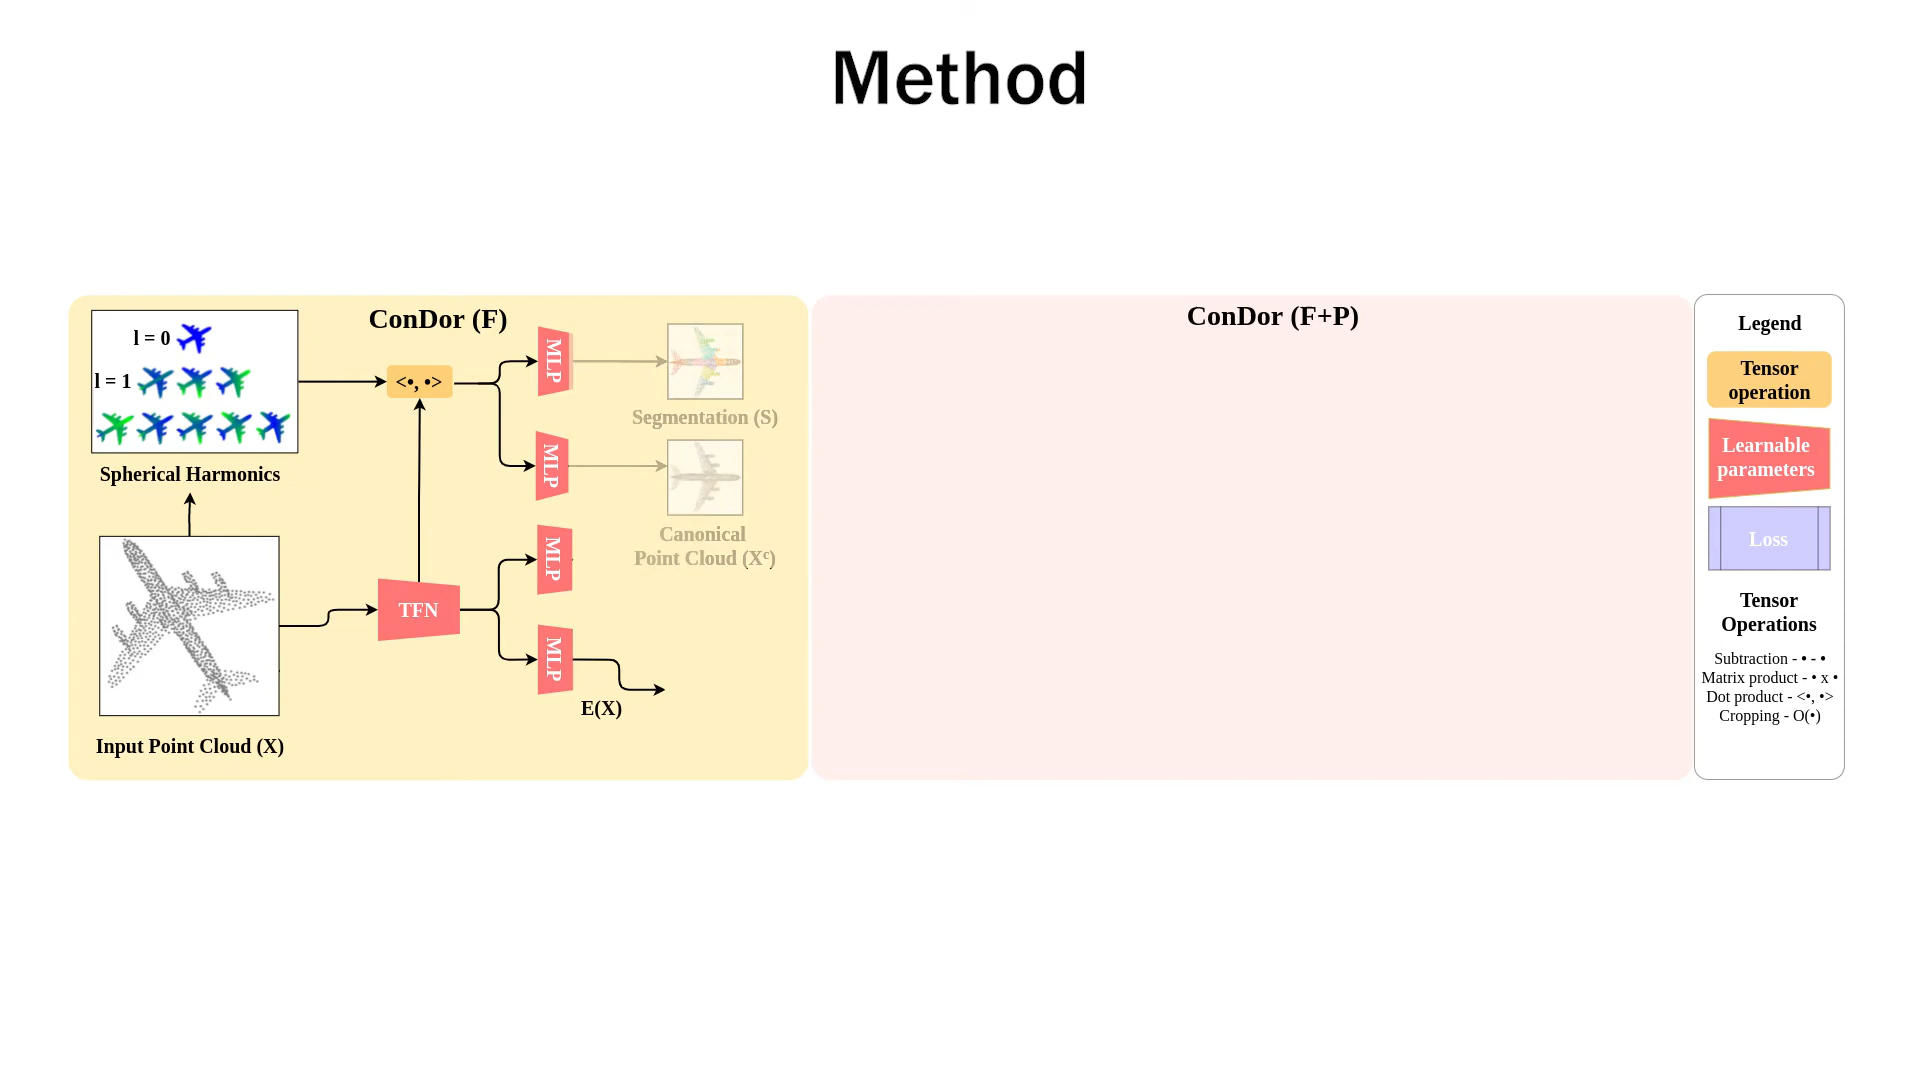 Method
ConDor (F)
l = 0
l = 1
Spherical Harmonics
<•, •>
MLP
Segmentation (S)
MLP
Canonical
Point Cloud (Xᶜ)
MLP
TFN
MLP
E(X)
Input Point Cloud (X)
ConDor (F+P)
Legend
Tensor
operation
Learnable
parameters
Loss
Tensor
Operations
Subtraction - • - •
Matrix product - • x •
Dot product - <•, •>
Cropping - O(•)